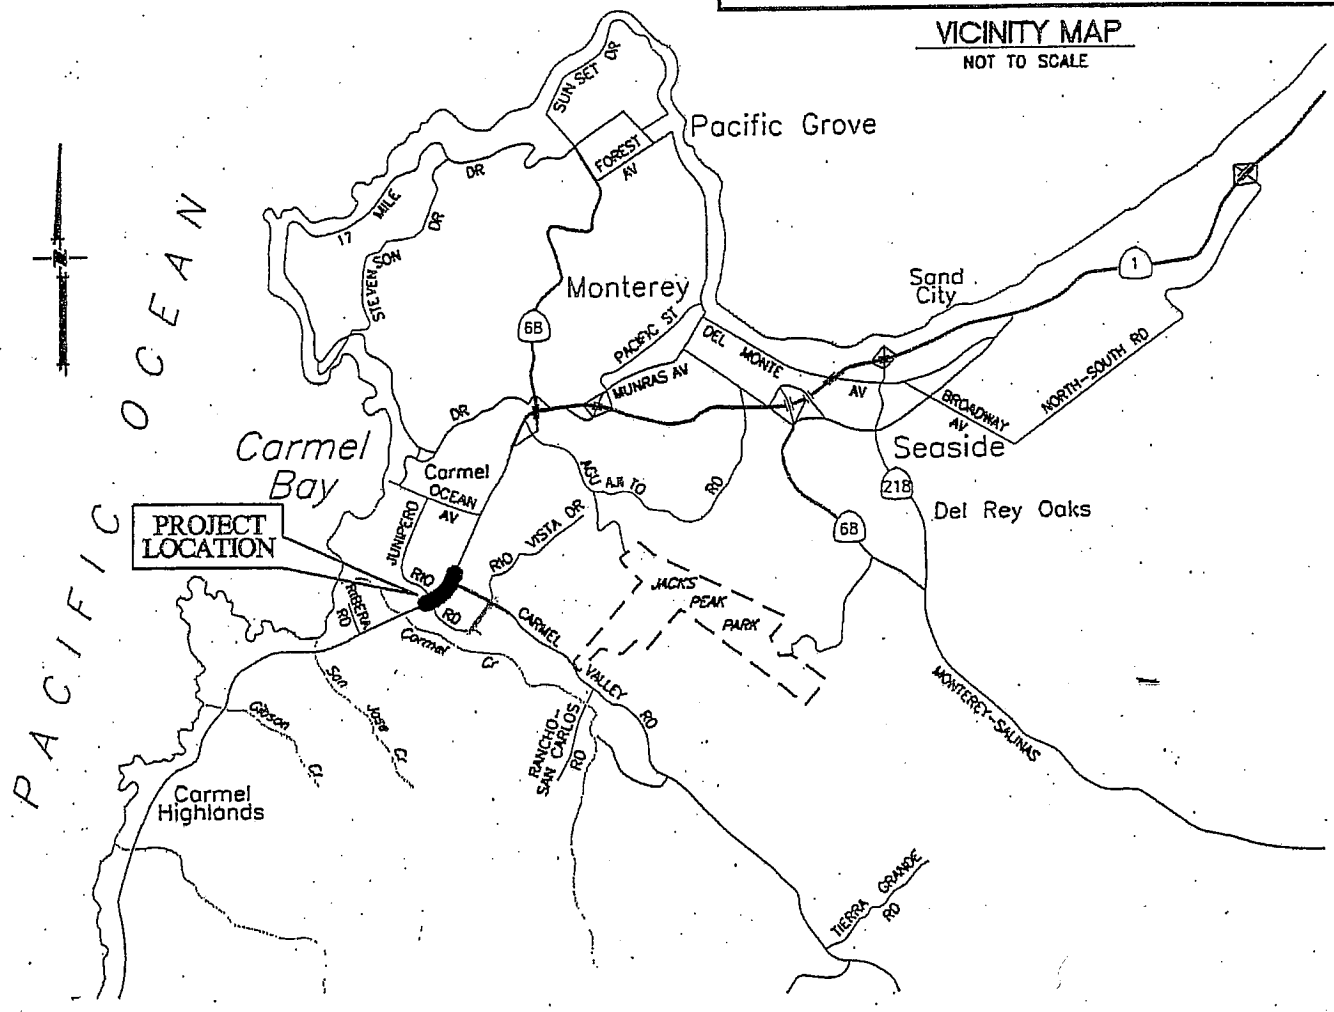 VICINITY MAP
NOT TO SCALE
SUNSET DR
Pacific Grove
FOREST
AV
DR
17 MILE
DR
STEVENSON
PACIFIC OCEAN
N
1
Sand
City
Monterey
68
PACIFIC ST
DEL MONTE
AV
MUNRAS AV
NORTH-SOUTH RD
BROADWAY
AV
DR
Carmel
Bay
Carmel
OCEAN
AV
Seaside
218
Del Rey Oaks
68
RD
JUNIPERO
VISTA DR
RIO
PROJECT
LOCATION
RIO
RD
RD
JACKS
PEAK
PARK
CARMEL
VALLEY
RD
Carmel
Cr
San
Jose
Cr
Gibson
Cr
RANCHO-
SAN CARLOS
RD
MONTEREY-SALINAS
Carmel
Highlands
TIERRA GRANDE
RD